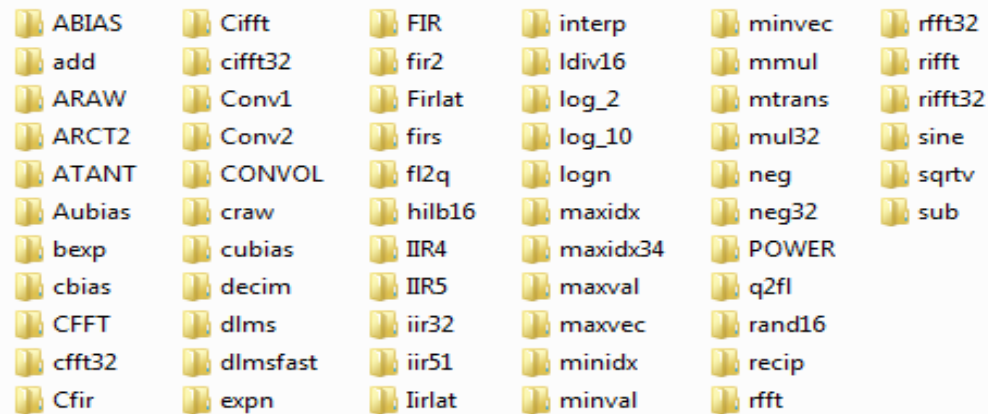 ABIAS
add
ARAW
ARCT2
ATANT
Aubias
bexp
cbias
CFFT
cfft32
Cfir
Cifft
cifft32
Conv1
Conv2
CONVOL
craw
cubias
decim
dlms
dlmsfast
expn
FIR
fir2
Firlat
firs
fl2q
hilb16
IIR4
IIR5
iir32
iir51
Iirlat
interp
ldiv16
log_2
log_10
logn
maxidx
maxidx34
maxval
maxvec
minidx
minval
minvec
mmul
mtrans
mul32
neg
neg32
POWER
q2fl
rand16
recip
rfft
rfft32
rifft
rifft32
sine
sqrtv
sub